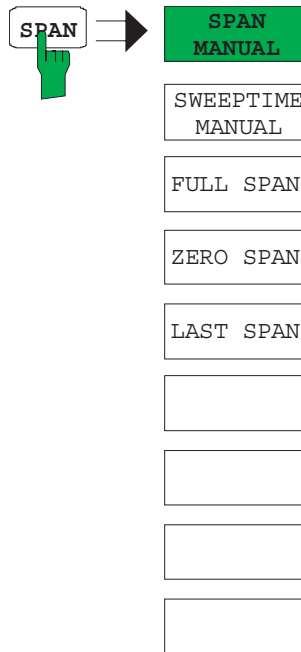 SPAN
SPAN
MANUAL
SWEEPTIME
MANUAL
FULL SPAN
ZERO SPAN
LAST SPAN